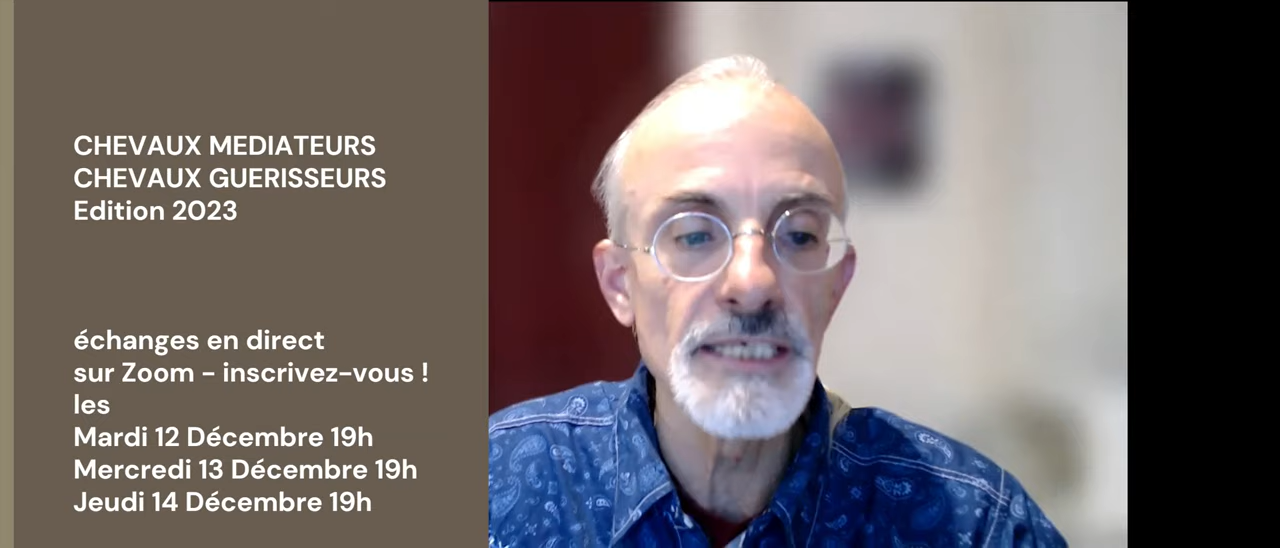 CHEVAUX MEDIATEURS
CHEVAUX GUERISSEURS
Edition 2023
échanges en direct
sur Zoom - inscrivez-vous !
les
Mardi 12 Décembre 19h
Mercredi 13 Décembre 19h
Jeudi 14 Décembre 19h